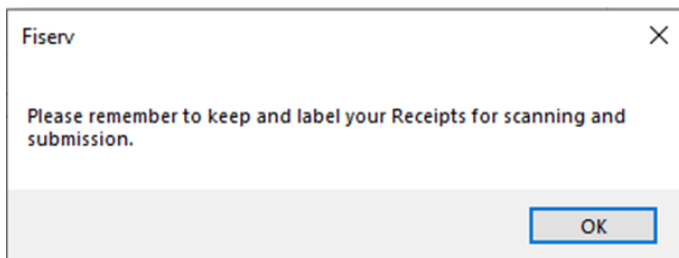 Fiserv
Please remember to keep and label your Receipts for scanning and
submission.
OK